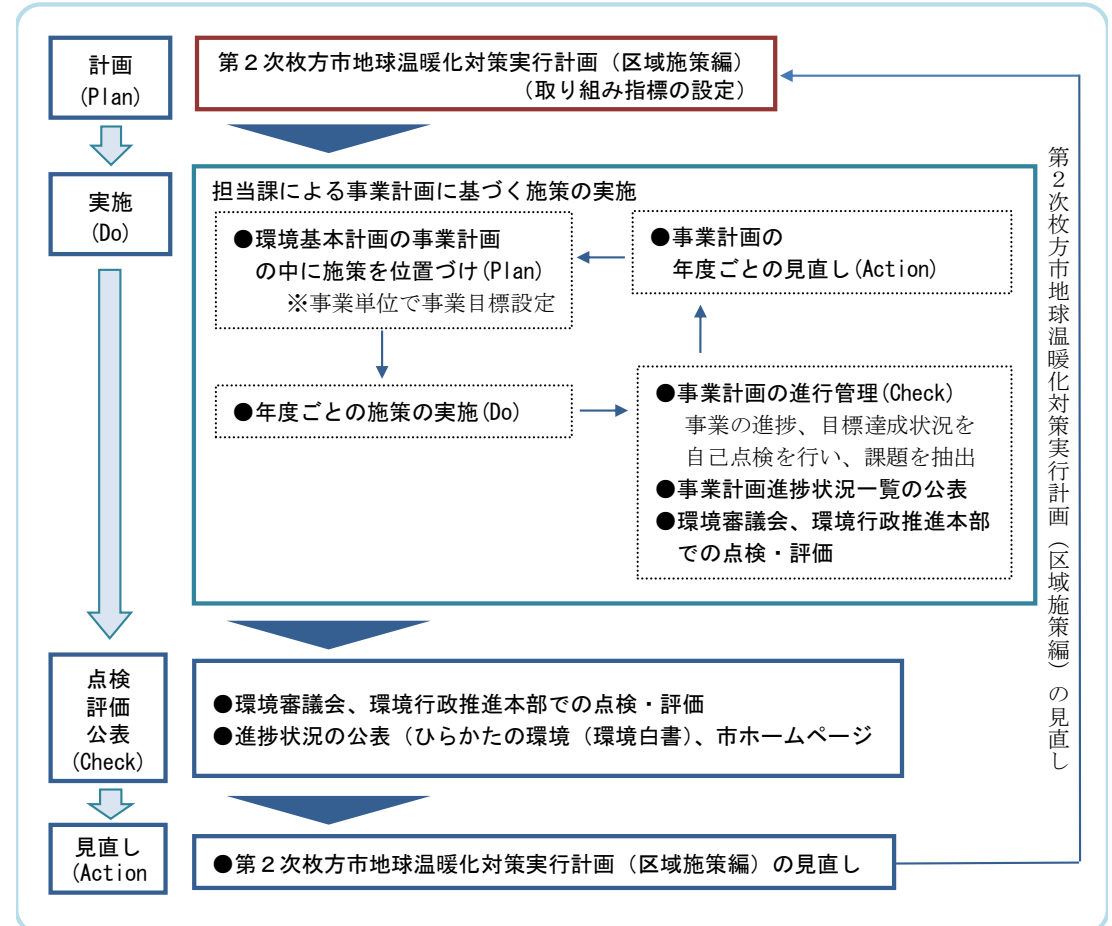 計画
(Plan)
第２次枚方市地球温暖化対策実行計画（区域施策編）
（取り組み指標の設定）
実施
(Do)
担当課による事業計画に基づく施策の実施
●環境基本計画の事業計画
の中に施策を位置づけ(Plan)
※事業単位で事業目標設定
●事業計画の
年度ごとの見直し(Action)
●年度ごとの施策の実施(Do)
●事業計画の進行管理(Check)
事業の進捗、目標達成状況を
自己点検を行い、課題を抽出
●事業計画進捗状況一覧の公表
●環境審議会、環境行政推進本部
での点検・評価
点検
評価
公表
(Check)
●環境審議会、環境行政推進本部での点検・評価
●進捗状況の公表（ひらかたの環境（環境白書）、市ホームページ
見直し
(Action
●第２次枚方市地球温暖化対策実行計画（区域施策編）の見直し
第２次枚方市地球温暖化対策実行計画（区域施策編）の見直し